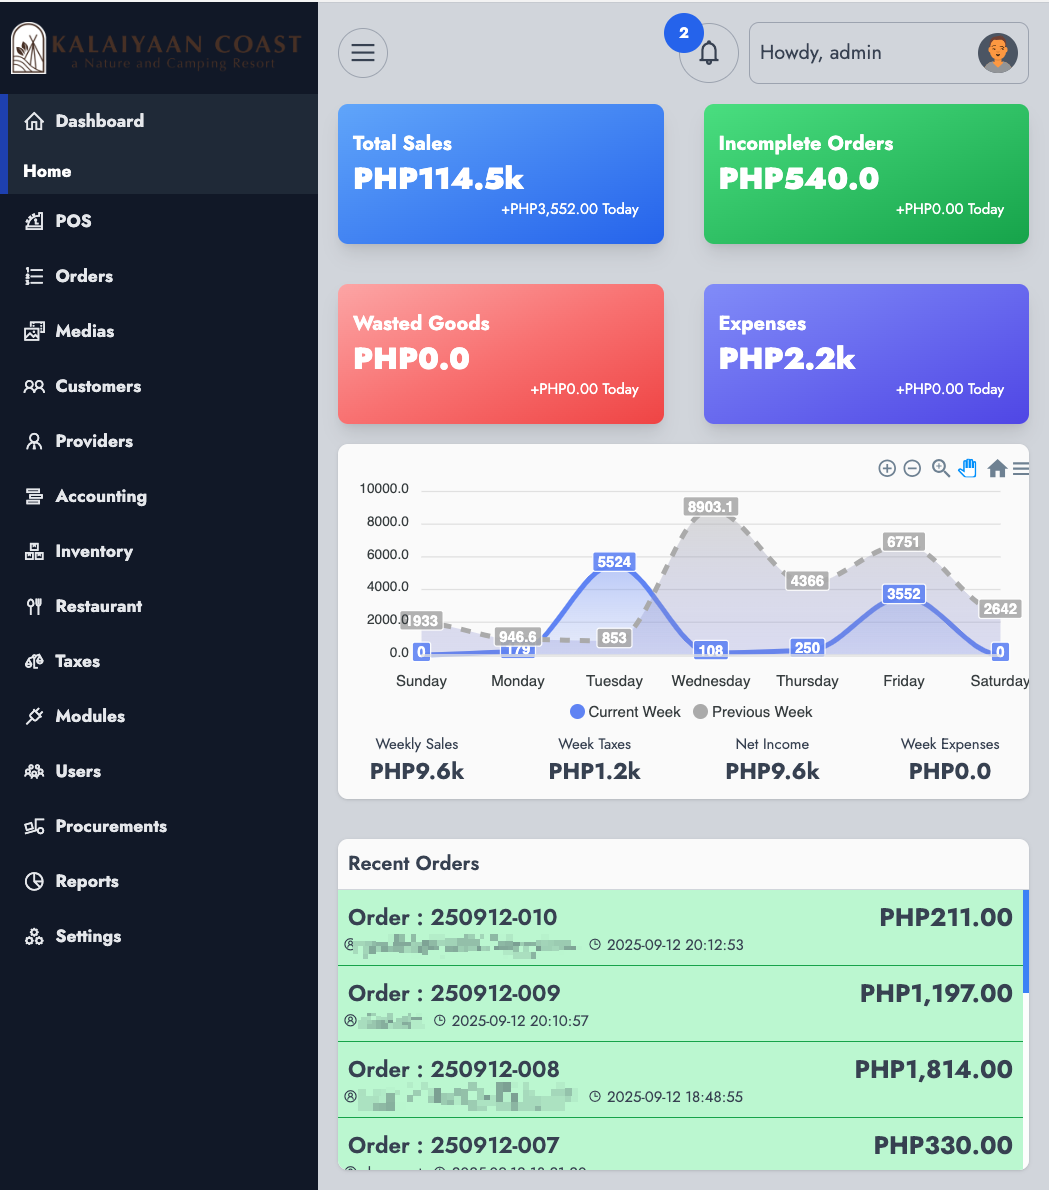 KALAIYAAN COAST
a Nature and Camping Resort
Dashboard
Home
POS
Orders
Medias
Customers
Providers
Accounting
Inventory
Restaurant
Taxes
Modules
Users
Procurements
Reports
Settings
2
Howdy, admin
Total Sales
PHP114.5k
+PHP3,552.00 Today
Incomplete Orders
PHP540.0
+PHP0.00 Today
Wasted Goods
PHP0.0
+PHP0.00 Today
Expenses
PHP2.2k
+PHP0.00 Today
10000.0
8000.0
6000.0
4000.0
2000.0
0.0
933
946.6
853
8903.1
4366
6751
2642
0
179
5524
108
250
3552
0
Sunday Monday Tuesday Wednesday Thursday Friday Saturday
Current Week Previous Week
Weekly Sales
PHP9.6k
Week Taxes
PHP1.2k
Net Income
PHP9.6k
Week Expenses
PHP0.0
Recent Orders
Order : 250912-010 PHP211.00
2025-09-12 20:12:53
Order : 250912-009 PHP1,197.00
2025-09-12 20:10:57
Order : 250912-008 PHP1,814.00
2025-09-12 18:48:55
Order : 250912-007 PHP330.00